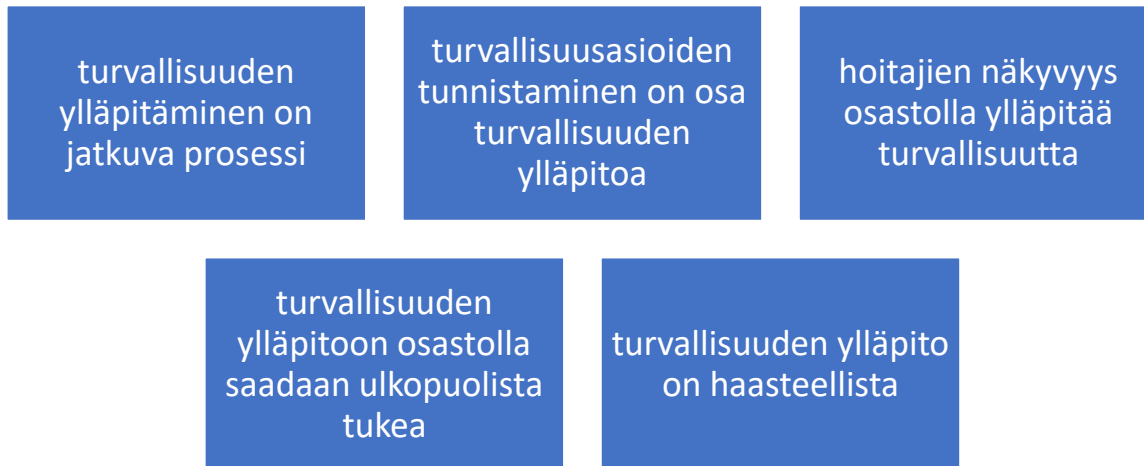 turvallisuuden
ylläpitäminen on
jatkuva prosessi
turvallisuusasioiden
tunnistaminen on osa
turvallisuuden
ylläpitoa
hoitajien näkyvyys
osastolla ylläpitää
turvallisuutta
turvallisuuden
ylläpitoon osastolla
saadaan ulkopuolista
tukea
turvallisuuden ylläpito
on haasteellista